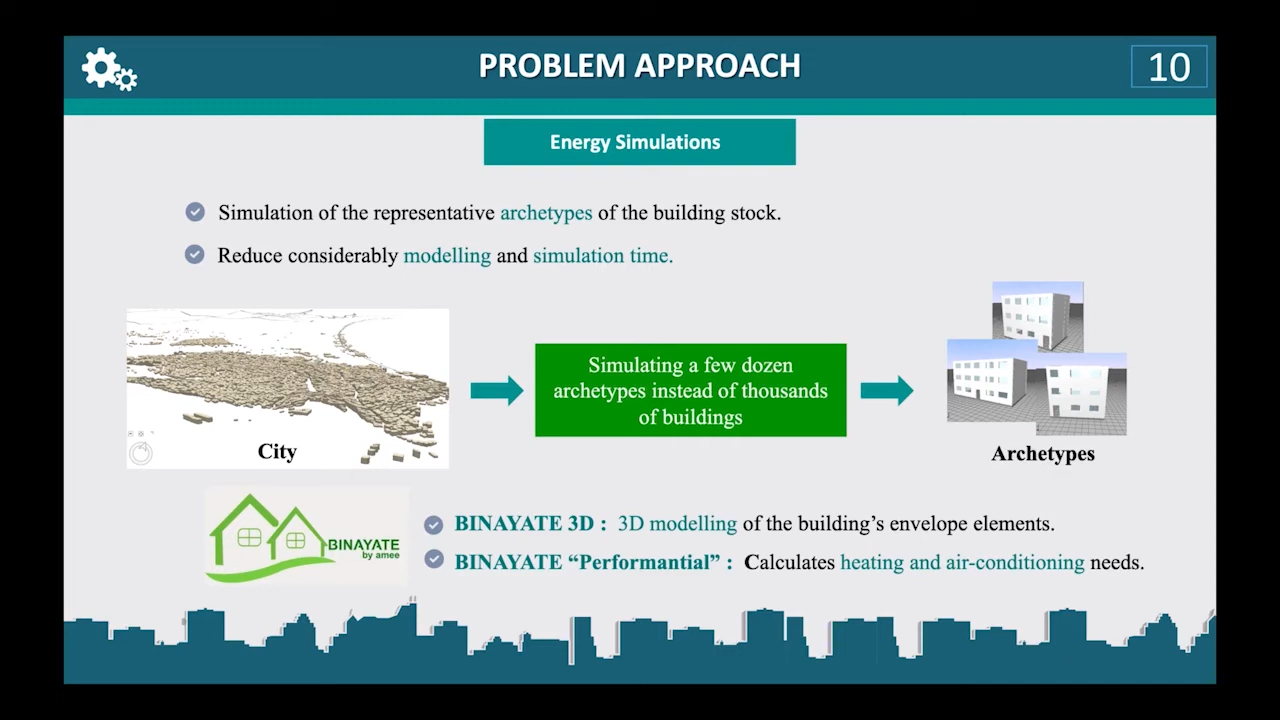 PROBLEM APPROACH
10
Energy Simulations
Simulation of the representative archetypes of the building stock.
Reduce considerably modelling and simulation time.
Simulating a few dozen
archetypes instead of thousands
of buildings
City
Archetypes
BINAYATE
by amee
BINAYATE 3D : 3D modelling of the building’s envelope elements.
BINAYATE “Performantial” : Calculates heating and air-conditioning needs.